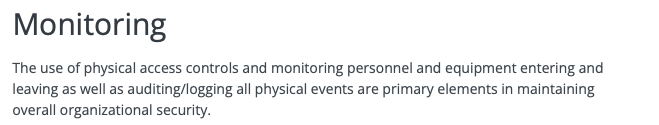 Monitoring
The use of physical access controls and monitoring personnel and equipment entering and
leaving as well as auditing/logging all physical events are primary elements in maintaining
overall organizational security.